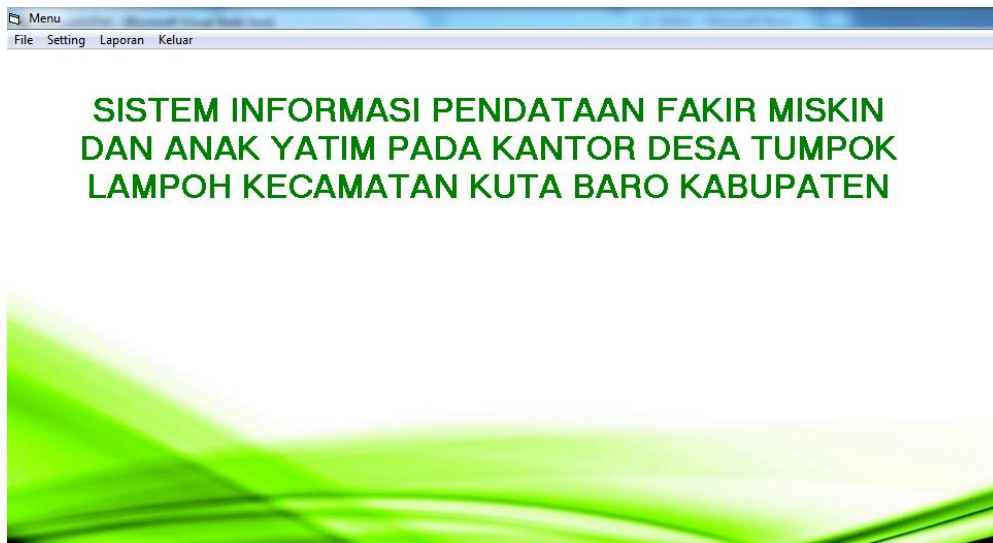 Menu
File Setting Laporan Keluar
SISTEM INFORMASI PENDATAAN FAKIR MISKIN
DAN ANAK YATIM PADA KANTOR DESA TUMPOK
LAMPOH KECAMATAN KUTA BARO KABUPATEN